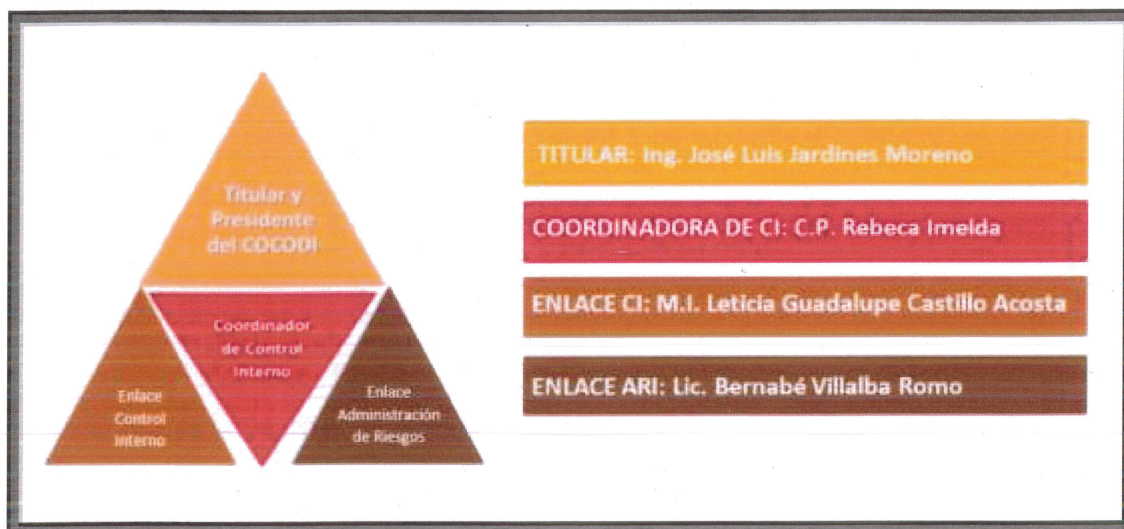 Titular y
Presidente
del COCODI
Coordinador
de Control
Interno
Enlace
Control
Interno
Enlace
Administración
de Riesgos
TITULAR: Ing. José Luis Jardines Moreno
COORDINADORA DE CI: C.P. Rebeca Imelda
ENLACE CI: M.I. Leticia Guadalupe Castillo Acosta
ENLACE ARI: Lic. Bernabé Villalba Romo